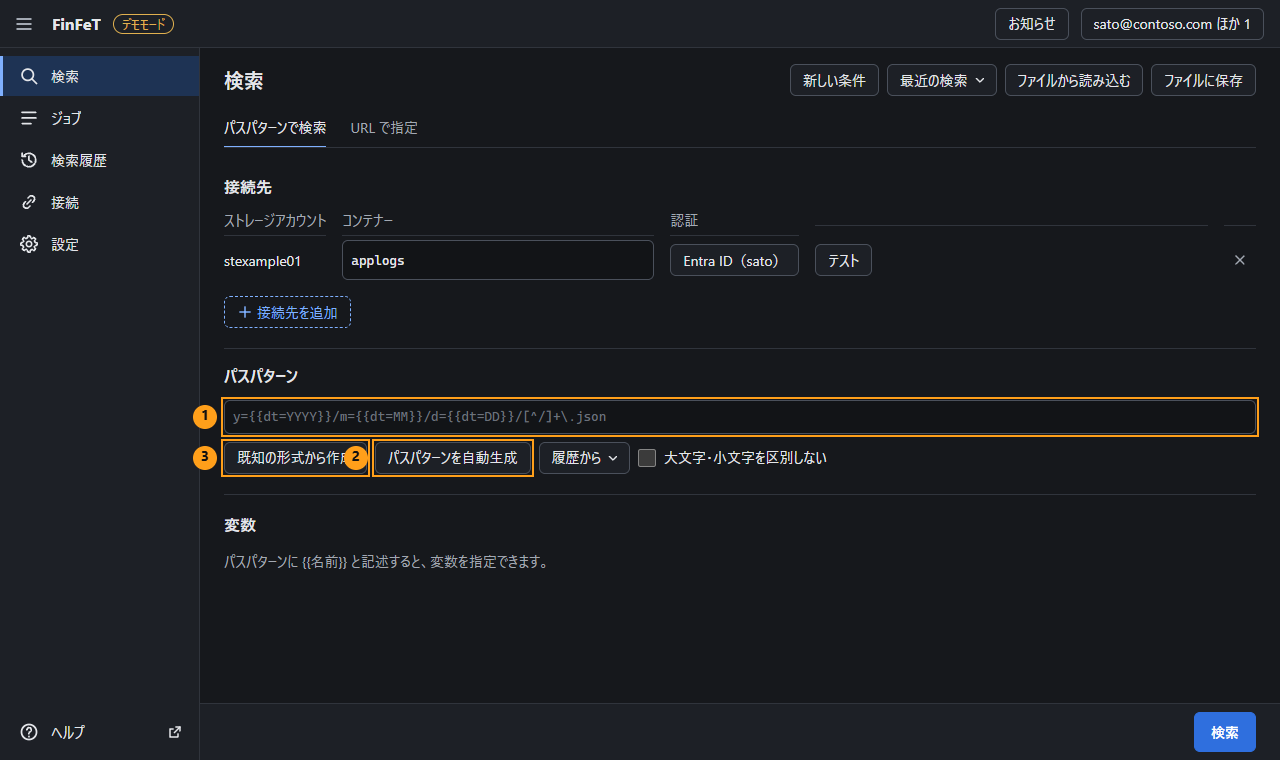 FinFeT デモモード お知らせ sato@contoso.com ほか 1
検索
ジョブ
検索履歴
接続
設定
ヘルプ
検索 新しい条件 最近の検索 ファイルから読み込む ファイルに保存
パスパターンで検索 URL で指定
接続先
ストレージアカウント コンテナー 認証
stexample01 applogs Entra ID（sato） テスト
接続先を追加
パスパターン
1 y={{dt=YYYY}}/m={{dt=MM}}/d={{dt=DD}}/[^/]+\.json
3 既知の形式から作 2 パスパターンを自動生成 履歴から 大文字・小文字を区別しない
変数
パスパターンに {{名前}} と記述すると、変数を指定できます。
検索